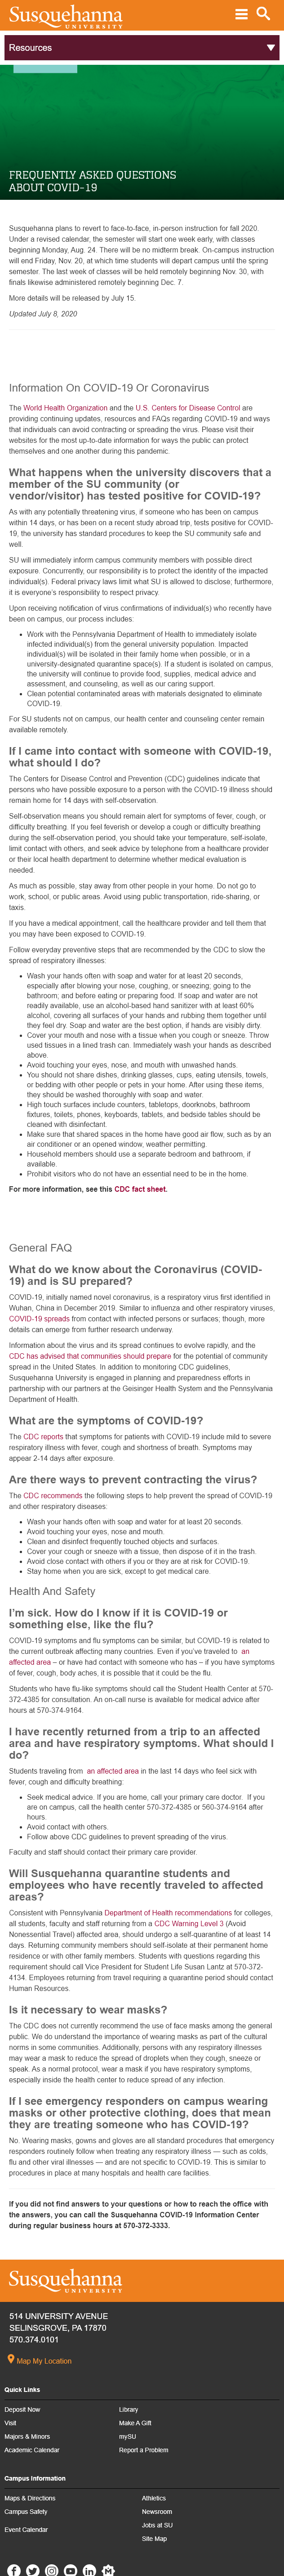 Susquehanna
UNIVERSITY
Resources
FREQUENTLY ASKED QUESTIONS
ABOUT COVID-19
Susquehanna plans to revert to face-to-face, in-person instruction for fall 2020.
Under a revised calendar, the semester will start one week early, with classes
beginning Monday, Aug. 24. There will be no midterm break. On-campus instruction
will end Friday, Nov. 20, at which time students will depart campus until the spring
semester. The last week of classes will be held remotely beginning Nov. 30, with
finals likewise administered remotely beginning Dec. 7.
More details will be released by July 15.
Updated July 8, 2020
Information On COVID-19 Or Coronavirus
The World Health Organization and the U.S. Centers for Disease Control are
providing continuing updates, resources and FAQs regarding COVID-19 and ways
that individuals can avoid contracting or spreading the virus. Please visit their
websites for the most up-to-date information on ways the public can protect
themselves and one another during this pandemic.
What happens when the university discovers that a
member of the SU community (or
vendor/visitor) has tested positive for COVID-19?
As with any potentially threatening virus, if someone who has been on campus
within 14 days, or has been on a recent study abroad trip, tests positive for COVID-
19, the university has standard procedures to keep the SU community safe and
well.
SU will immediately inform campus community members with possible direct
exposure. Concurrently, our responsibility is to protect the identity of the impacted
individual(s). Federal privacy laws limit what SU is allowed to disclose; furthermore,
it is everyone's responsibility to respect privacy.
Upon receiving notification of virus confirmations of individual(s) who recently have
been on campus, our process includes:
Work with the Pennsylvania Department of Health to immediately isolate
infected individual(s) from the general university population. Impacted
individual(s) will be isolated in their family home when possible, or in a
university-designated quarantine space(s). If a student is isolated on campus,
the university will continue to provide food, supplies, medical advice and
assessment, and counseling, as well as our caring support.
Clean potential contaminated areas with materials designated to eliminate
COVID-19.
For SU students not on campus, our health center and counseling center remain
available remotely.
If I came into contact with someone with COVID-19,
what should I do?
The Centers for Disease Control and Prevention (CDC) guidelines indicate that
persons who have possible exposure to a person with the COVID-19 illness should
remain home for 14 days with self-observation.
Self-observation means you should remain alert for symptoms of fever, cough, or
difficulty breathing. If you feel feverish or develop a cough or difficulty breathing
during the self-observation period, you should take your temperature, self-isolate,
limit contact with others, and seek advice by telephone from a healthcare provider
or their local health department to determine whether medical evaluation is
needed.
As much as possible, stay away from other people in your home. Do not go to
work, school, or public areas. Avoid using public transportation, ride-sharing, or
taxis.
If you have a medical appointment, call the healthcare provider and tell them that
you may have been exposed to COVID-19.
Follow everyday preventive steps that are recommended by the CDC to slow the
spread of respiratory illnesses:
Wash your hands often with soap and water for at least 20 seconds,
especially after blowing your nose, coughing, or sneezing; going to the
bathroom; and before eating or preparing food. If soap and water are not
readily available, use an alcohol-based hand sanitizer with at least 60%
alcohol, covering all surfaces of your hands and rubbing them together until
they feel dry. Soap and water are the best option, if hands are visibly dirty.
Cover your mouth and nose with a tissue when you cough or sneeze. Throw
used tissues in a lined trash can. Immediately wash your hands as described
above.
Avoid touching your eyes, nose, and mouth with unwashed hands.
You should not share dishes, drinking glasses, cups, eating utensils, towels,
or bedding with other people or pets in your home. After using these items,
they should be washed thoroughly with soap and water.
High touch surfaces include counters, tabletops, doorknobs, bathroom
fixtures, toilets, phones, keyboards, tablets, and bedside tables should be
cleaned with disinfectant.
Make sure that shared spaces in the home have good air flow, such as by an
air conditioner or an opened window, weather permitting.
Household members should use a separate bedroom and bathroom, if
available.
Prohibit visitors who do not have an essential need to be in the home.
For more information, see this CDC fact sheet.
General FAQ
What do we know about the Coronavirus (COVID-
19) and is SU prepared?
COVID-19, initially named novel coronavirus, is a respiratory virus first identified in
Wuhan, China in December 2019. Similar to influenza and other respiratory viruses,
COVID-19 spreads from contact with infected persons or surfaces; though, more
details can emerge from further research underway.
Information about the virus and its spread continues to evolve rapidly, and the
CDC has advised that communities should prepare for the potential of community
spread in the United States. In addition to monitoring CDC guidelines,
Susquehanna University is engaged in planning and preparedness efforts in
partnership with our partners at the Geisinger Health System and the Pennsylvania
Department of Health.
What are the symptoms of COVID-19?
The CDC reports that symptoms for patients with COVID-19 include mild to severe
respiratory illness with fever, cough and shortness of breath. Symptoms may
appear 2-14 days after exposure.
Are there ways to prevent contracting the virus?
The CDC recommends the following steps to help prevent the spread of COVID-19
and other respiratory diseases:
Wash your hands often with soap and water for at least 20 seconds.
Avoid touching your eyes, nose and mouth.
Clean and disinfect frequently touched objects and surfaces.
Cover your cough or sneeze with a tissue, then dispose of it in the trash.
Avoid close contact with others if you or they are at risk for COVID-19.
Stay home when you are sick, except to get medical care.
Health And Safety
I'm sick. How do I know if it is COVID-19 or
something else, like the flu?
COVID-19 symptoms and flu symptoms can be similar, but COVID-19 is related to
the current outbreak affecting many countries. Even if you've traveled to an
affected area – or have had contact with someone who has – if you have symptoms
of fever, cough, body aches, it is possible that it could be the flu.
Students who have flu-like symptoms should call the Student Health Center at 570-
372-4385 for consultation. An on-call nurse is available for medical advice after
hours at 570-374-9164.
I have recently returned from a trip to an affected
area and have respiratory symptoms. What should I
do?
Students traveling from an affected area in the last 14 days who feel sick with
fever, cough and difficulty breathing:
Seek medical advice. If you are home, call your primary care doctor. If you
are on campus, call the health center 570-372-4385 or 560-374-9164 after
hours.
Avoid contact with others.
Follow above CDC guidelines to prevent spreading of the virus.
Faculty and staff should contact their primary care provider.
Will Susquehanna quarantine students and
employees who have recently traveled to affected
areas?
Consistent with Pennsylvania Department of Health recommendations for colleges,
all students, faculty and staff returning from a CDC Warning Level 3 (Avoid
Nonessential Travel) affected area, should undergo a self-quarantine of at least 14
days. Returning community members should self-isolate at their permanent home
residence or with other family members. Students with questions regarding this
requirement should call Vice President for Student Life Susan Lantz at 570-372-
4134. Employees returning from travel requiring a quarantine period should contact
Human Resources.
Is it necessary to wear masks?
The CDC does not currently recommend the use of face masks among the general
public. We do understand the importance of wearing masks as part of the cultural
norms in some communities. Additionally, persons with any respiratory illnesses
may wear a mask to reduce the spread of droplets when they cough, sneeze or
speak. As a normal protocol, wear a mask if you have respiratory symptoms,
especially inside the health center to reduce spread of any infection.
If I see emergency responders on campus wearing
masks or other protective clothing, does that mean
they are treating someone who has COVID-19?
No. Wearing masks, gowns and gloves are all standard procedures that emergency
responders routinely follow when treating any respiratory illness — such as colds,
flu and other viral illnesses — and are not specific to COVID-19. This is similar to
procedures in place at many hospitals and health care facilities.
If you did not find answers to your questions or how to reach the office with
the answers, you can call the Susquehanna COVID-19 Information Center
during regular business hours at 570-372-3333.
Susquehanna
UNIVERSITY
514 UNIVERSITY AVENUE
SELINSGROVE, PA 17870
570.374.0101
Map My Location
Quick Links
Deposit Now
Library
Visit
Make A Gift
Majors & Minors
mySU
Academic Calendar
Report a Problem
Campus Information
Maps & Directions
Athletics
Campus Safety
Newsroom
Jobs at SU
Event Calendar
Site Map